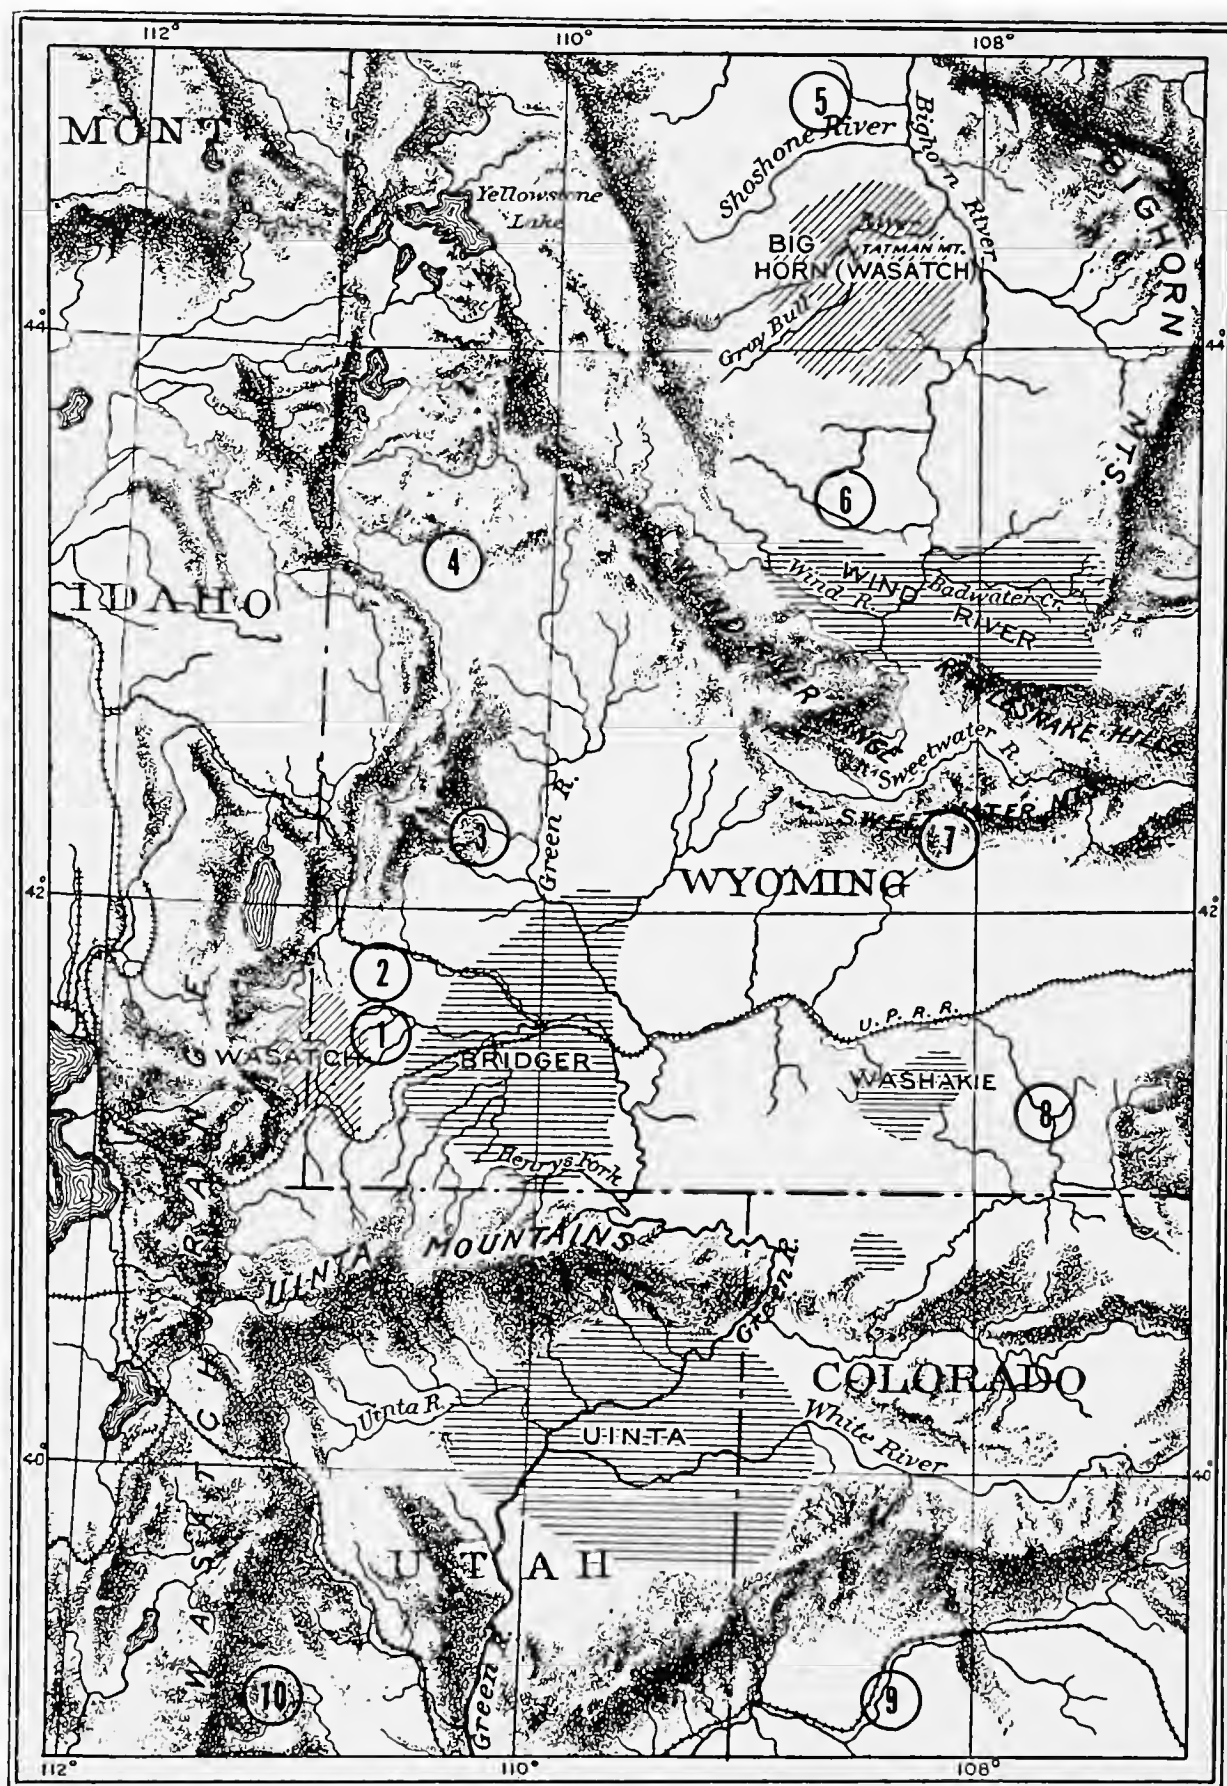 112° 110° 108°
MONT
5
Shoshone River
Bighorn River
BIGHORN MTS.
Yellowstone
Lake
River
TATMAN MT.
BIG
HORN (WASATCH)
Gray Bull
44° 44°
6
4
IDAHO
WIND RIVER
Wind R.
Badwater Cr.
WIND R. RANGE
RATTLESNAKE HILLS
Sweetwater R.
SWEETWATER MTS.
3
7
Green R.
WYOMING
42° 42°
2
1
U. P. R. R.
WASATCH
BRIDGER
WASHAKIE
8
Henrys Fork
UINTA MOUNTAINS
Green R.
COLORADO
Uinta R.
UINTA
White River
40° 40°
UTAH
WASATCH RANGE
10
Green R.
9
112° 110° 108°